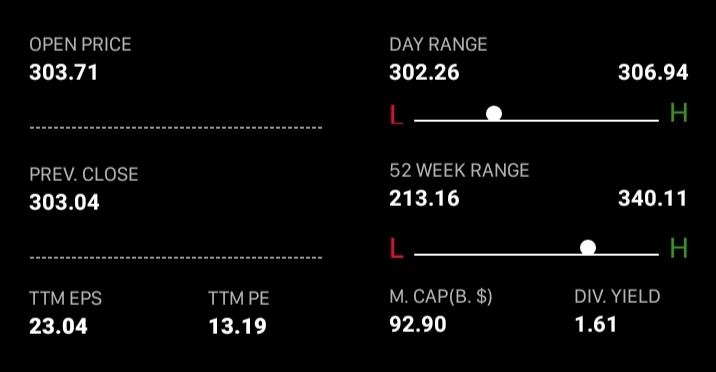 OPEN PRICE
303.71
DAY RANGE
302.26 306.94
L H
PREV. CLOSE
303.04
52 WEEK RANGE
213.16 340.11
L H
TTM EPS
23.04
TTM PE
13.19
M. CAP(B. $)
92.90
DIV. YIELD
1.61